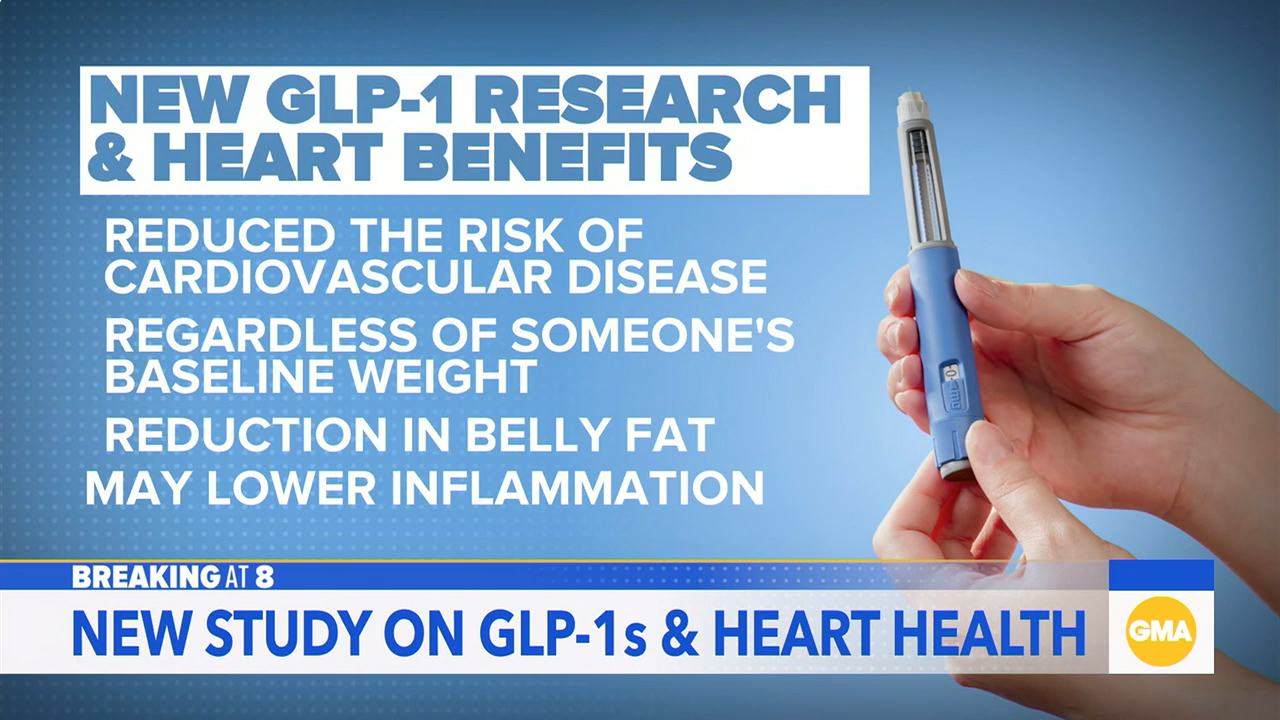 NEW GLP-1 RESEARCH
& HEART BENEFITS
REDUCED THE RISK OF
CARDIOVASCULAR DISEASE
REGARDLESS OF SOMEONE'S
BASELINE WEIGHT
REDUCTION IN BELLY FAT
MAY LOWER INFLAMMATION
BREAKING AT 8
NEW STUDY ON GLP-1s & HEART HEALTH
GMA